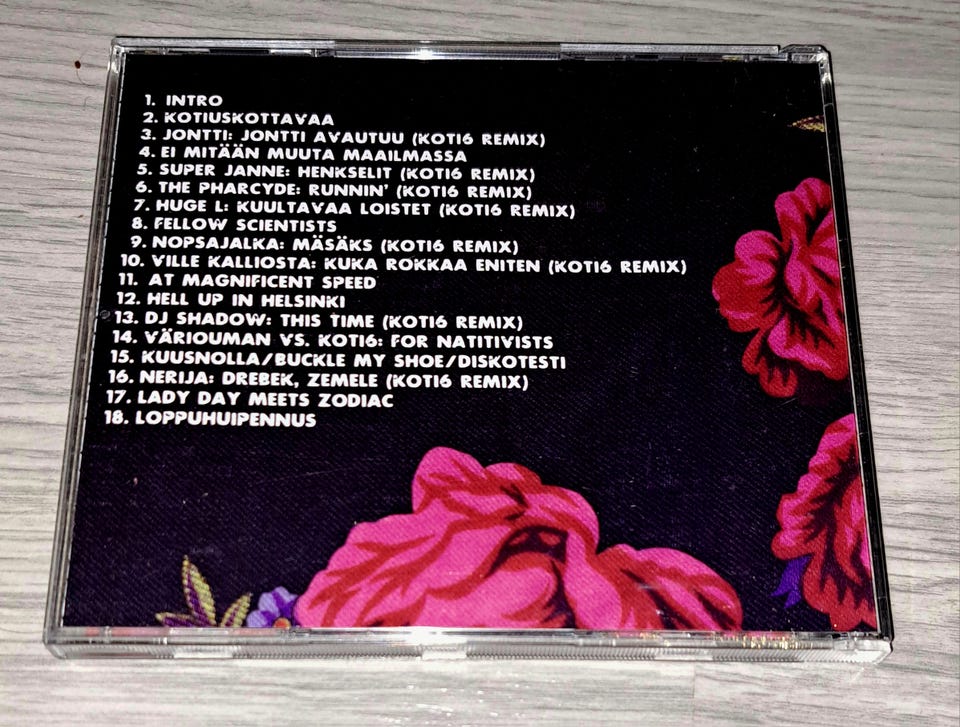 1. INTRO
2. KOTIUSKOTTAVAA
3. JONTTI: JONTTI AVAUTUU (KOTI6 REMIX)
4. EI MITÄÄN MUUTA MAAILMASSA
5. SUPER JANNE: HENKSELIT (KOTI6 REMIX)
6. THE PHARCYDE: RUNNIN' (KOTI6 REMIX)
7. HUGE L: KUULTAVAA LOISTET (KOTI6 REMIX)
8. FELLOW SCIENTISTS
9. NOPSAJALKA: MÄSÄKS (KOTI6 REMIX)
10. VILLE KALLIOSTA: KUKA ROKKAA ENITEN (KOTI6 REMIX)
11. AT MAGNIFICENT SPEED
12. HELL UP IN HELSINKI
13. DJ SHADOW: THIS TIME (KOTI6 REMIX)
14. VÄRIOUMAN VS. KOTI6: FOR NATITIVISTS
15. KUUSNOLLA/BUCKLE MY SHOE/DISKOTESTI
16. NERIJA: DREBEK, ZEMELE (KOTI6 REMIX)
17. LADY DAY MEETS ZODIAC
18. LOPPUHUIPENNUS